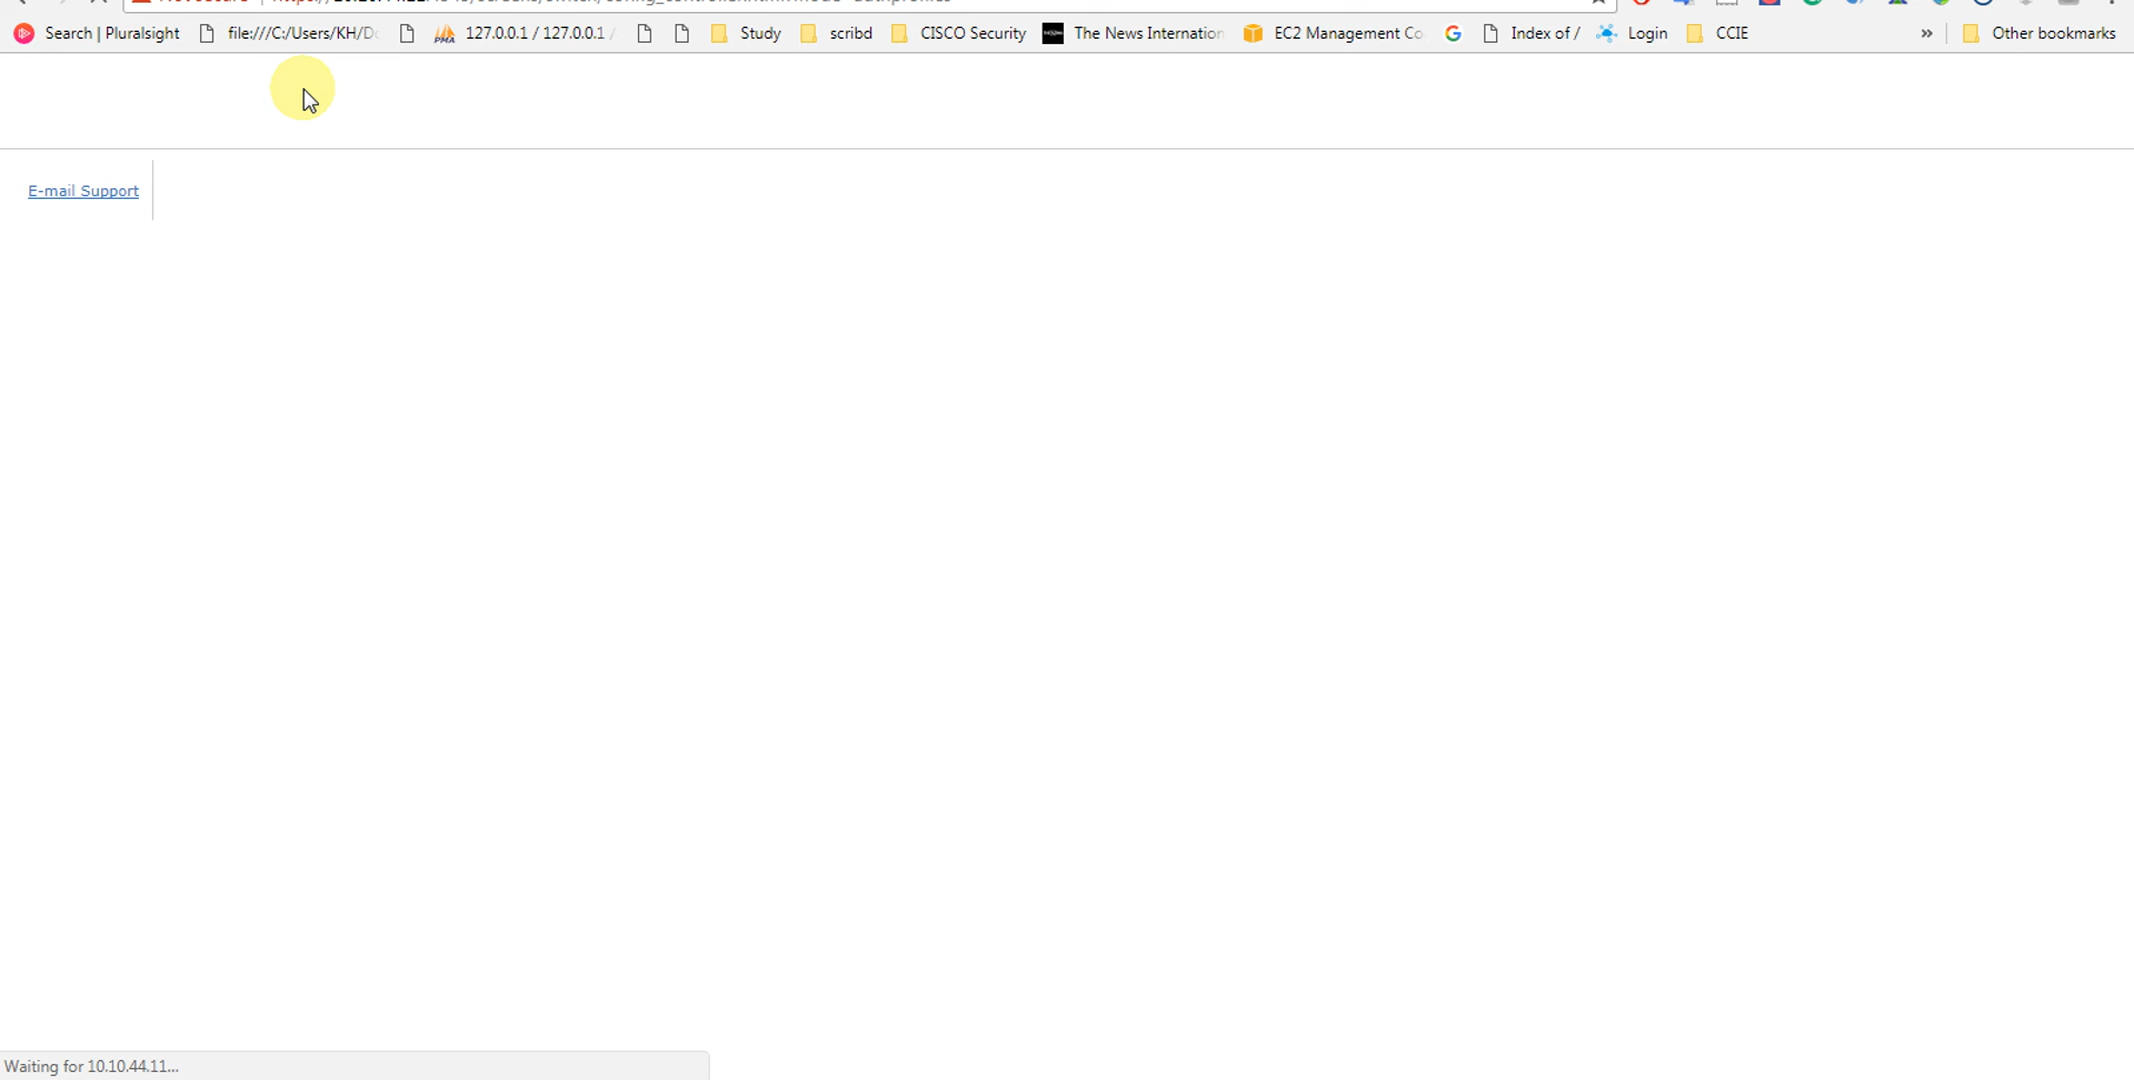 Search | Pluralsight file:///C:/Users/KH/Do 127.0.0.1 / 127.0.0.1 / Study scribd CISCO Security The News Internation EC2 Management Co Index of / Login CCIE » Other bookmarks
E-mail Support
Waiting for 10.10.44.11...